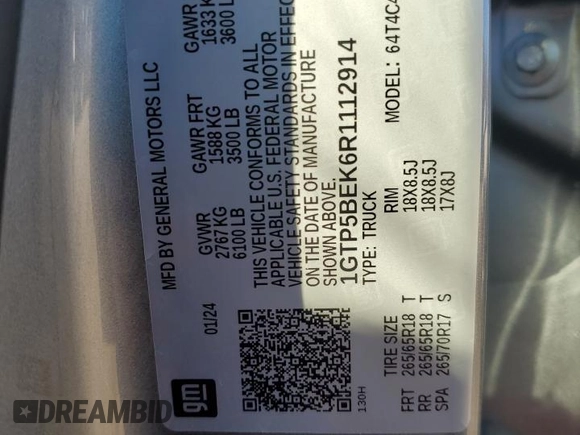 MFD BY GENERAL MOTORS LLC
01/24
GVWR
2767 KG
6100 LB
GAWR FRT
1588 KG
3500 LB
GAWR
1633 K
3600
THIS VEHICLE CONFORMS TO ALL
APPLICABLE U.S. FEDERAL MOTOR
VEHICLE SAFETY STANDARDS IN EFFEC
ON THE DATE OF MANUFACTURE
SHOWN ABOVE.
1GTP5BEK6R1112914
TYPE: TRUCK
MODEL: 64T4C4
TIRE SIZE RIM
FRT 265/65R18 T 18X8.5J
RR 265/65R18 T 18X8.5J
SPA 265/70R17 S 17X8J
gm
130H
DREAMBID